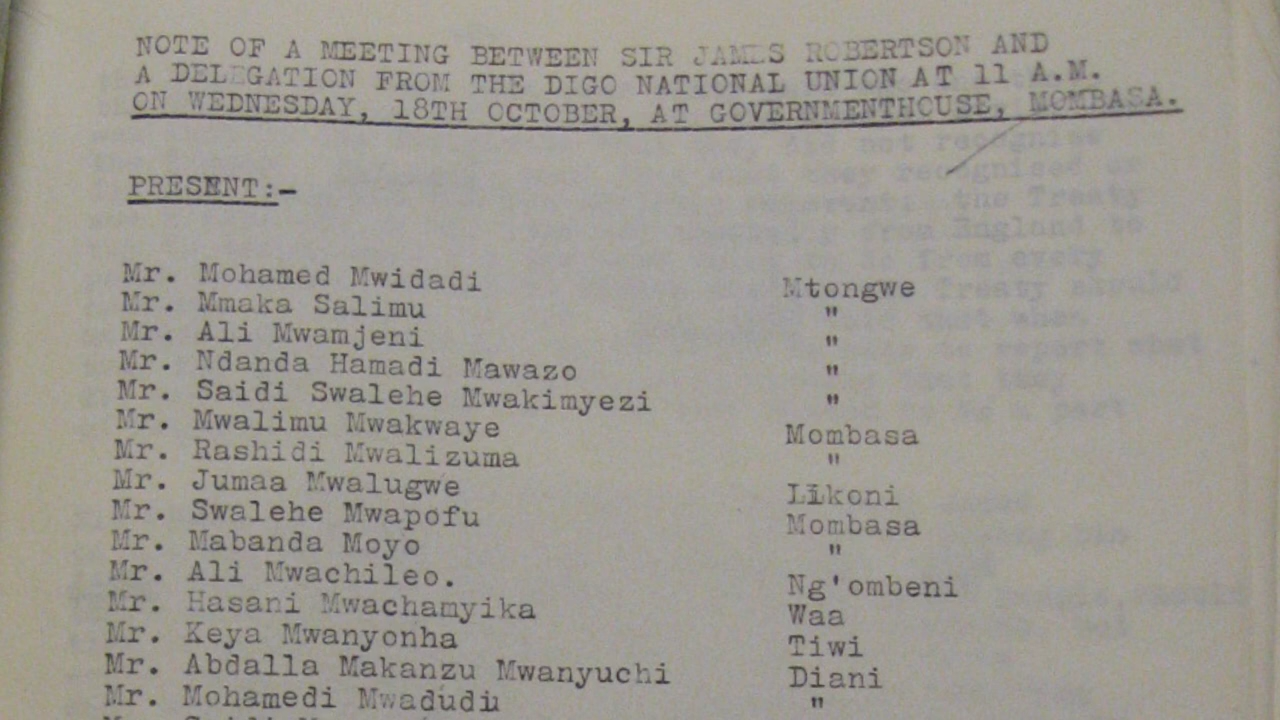 NOTE OF A MEETING BETWEEN SIR JAMES ROBERTSON AND
A DELEGATION FROM THE DIGO NATIONAL UNION AT 11 A.M.
ON WEDNESDAY, 18TH OCTOBER, AT GOVERNMENTHOUSE, MOMBASA.
PRESENT:-
Mr. Mohamed Mwidadi Mtongwe
Mr. Mmaka Salimu "
Mr. Ali Mwamjeni "
Mr. Ndanda Hamadi Mawazo "
Mr. Saidi Swalehe Mwakimyezi "
Mr. Mwalimu Mwakwaye Mombasa
Mr. Rashidi Mwalizuma "
Mr. Jumaa Mwalugwe Likoni
Mr. Swalehe Mwapofu Mombasa
Mr. Mabanda Moyo "
Mr. Ali Mwachileo. Ng'ombeni
Mr. Hasani Mwachamyika Waa
Mr. Keya Mwanyonha Tiwi
Mr. Abdalla Makanzu Mwanyuchi Diani
Mr. Mohamedi Mwadudu "